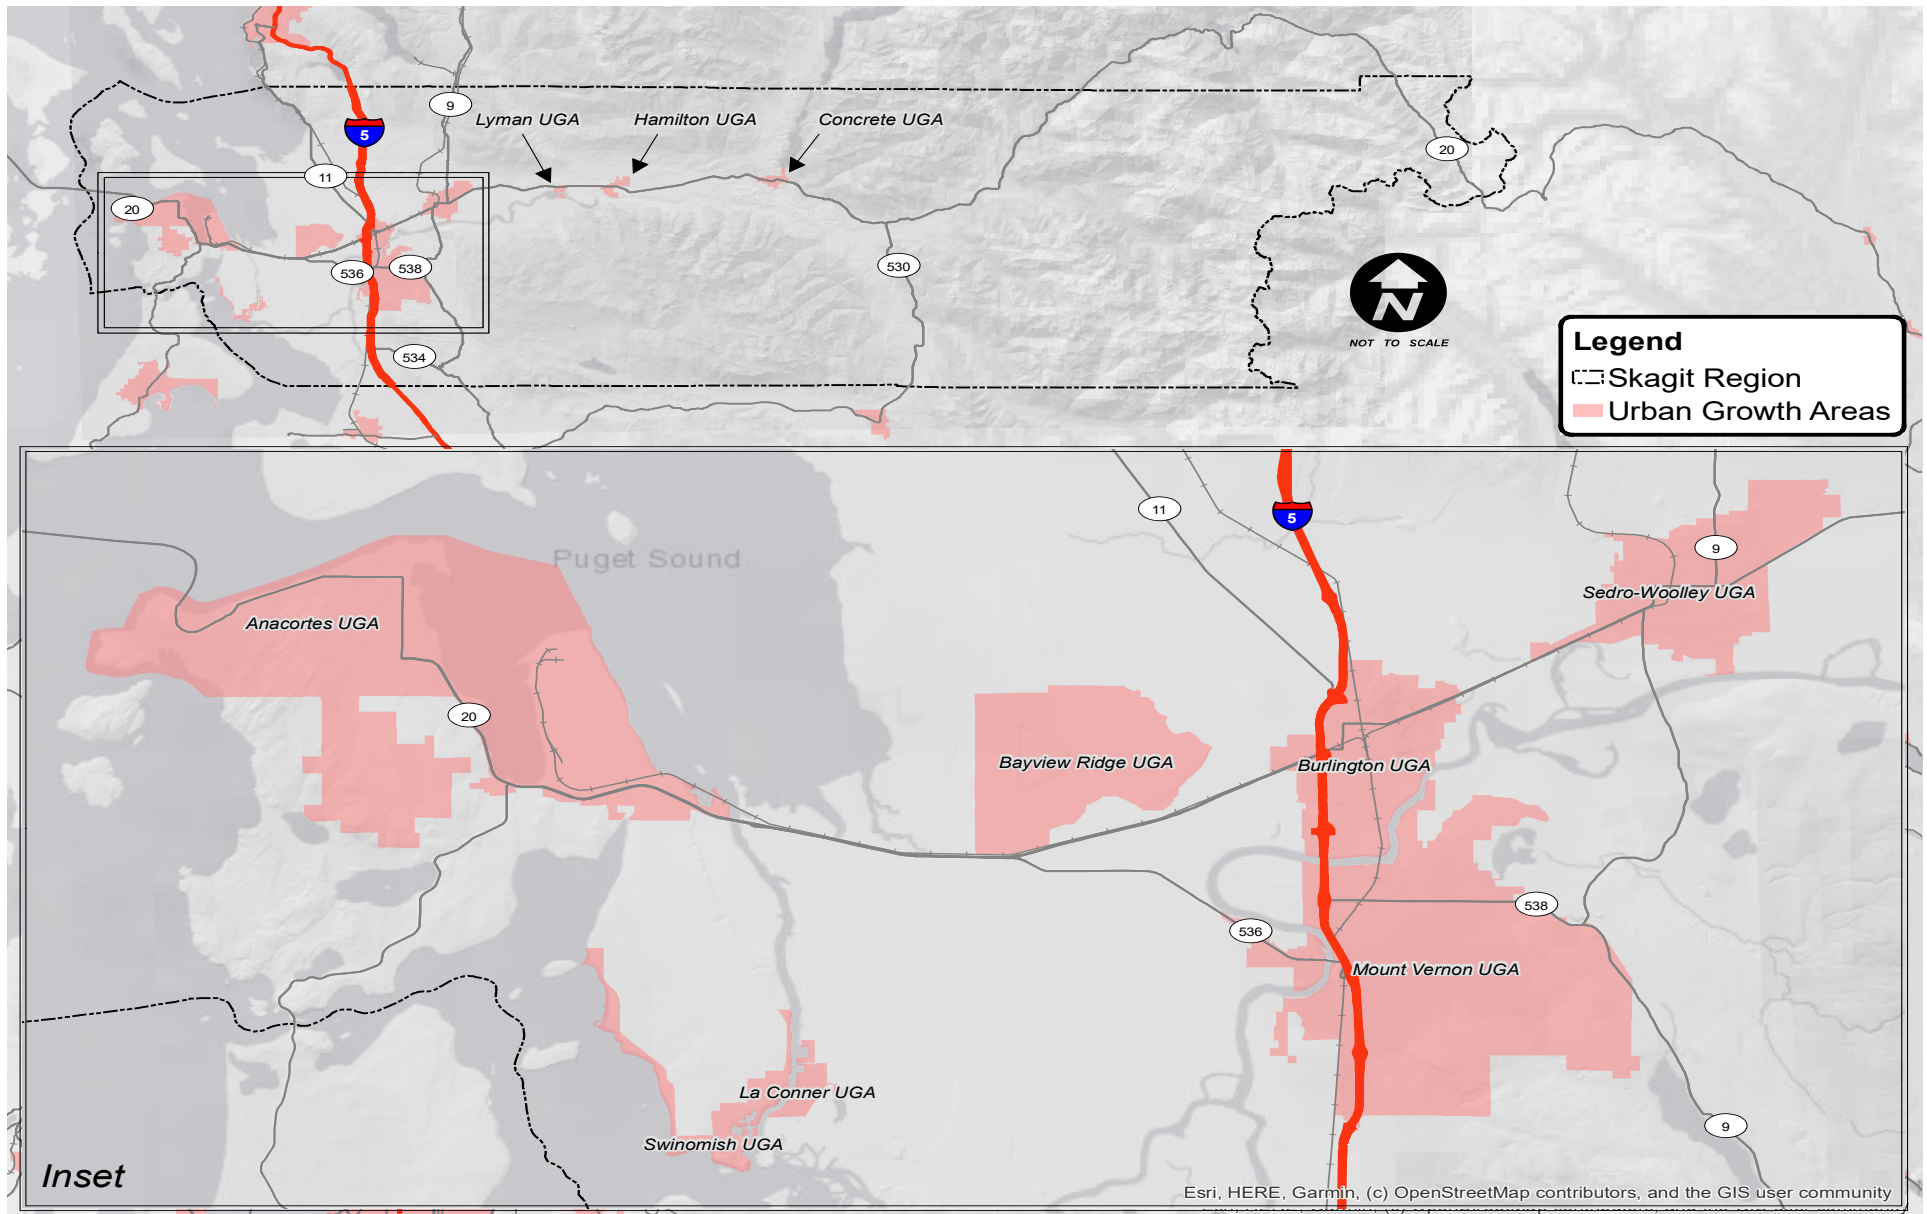 9
Lyman UGA
Hamilton UGA
Concrete UGA
5
20
11
20
536
538
530
N
NOT TO SCALE
534
Legend
Skagit Region
Urban Growth Areas
11
5
9
Puget Sound
Sedro-Woolley UGA
Anacortes UGA
20
Bayview Ridge UGA
Burlington UGA
538
536
Mount Vernon UGA
La Conner UGA
9
Swinomish UGA
Inset
Esri, HERE, Garmin, (c) OpenStreetMap contributors, and the GIS user community